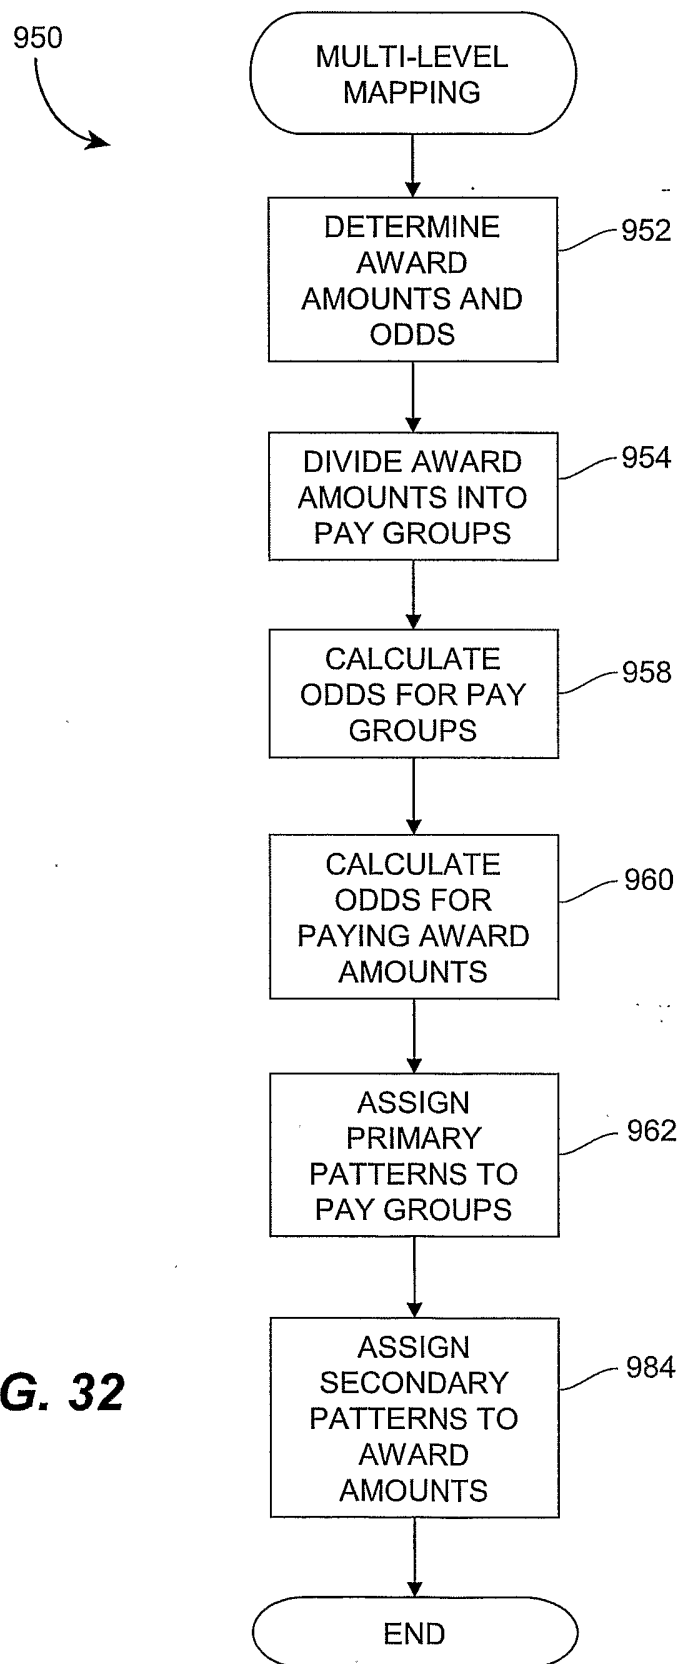 950
MULTI-LEVEL
MAPPING
DETERMINE
AWARD
AMOUNTS AND
ODDS
952
DIVIDE AWARD
AMOUNTS INTO
PAY GROUPS
954
CALCULATE
ODDS FOR PAY
GROUPS
958
CALCULATE
ODDS FOR
PAYING AWARD
AMOUNTS
960
ASSIGN
PRIMARY
PATTERNS TO
PAY GROUPS
962
ASSIGN
SECONDARY
PATTERNS TO
AWARD
AMOUNTS
984
G. 32
END